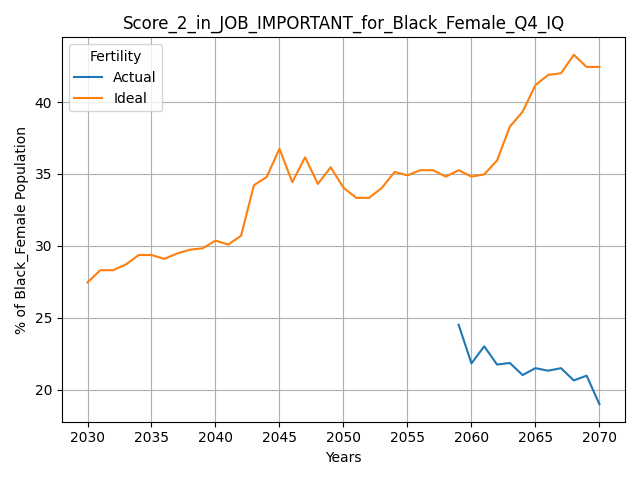 Score_2_in_JOB_IMPORTANT_for_Black_Female_Q4_IQ
Fertility
Actual
Ideal
% of Black_Female Population
40
35
30
25
20
2030 2035 2040 2045 2050 2055 2060 2065 2070
Years